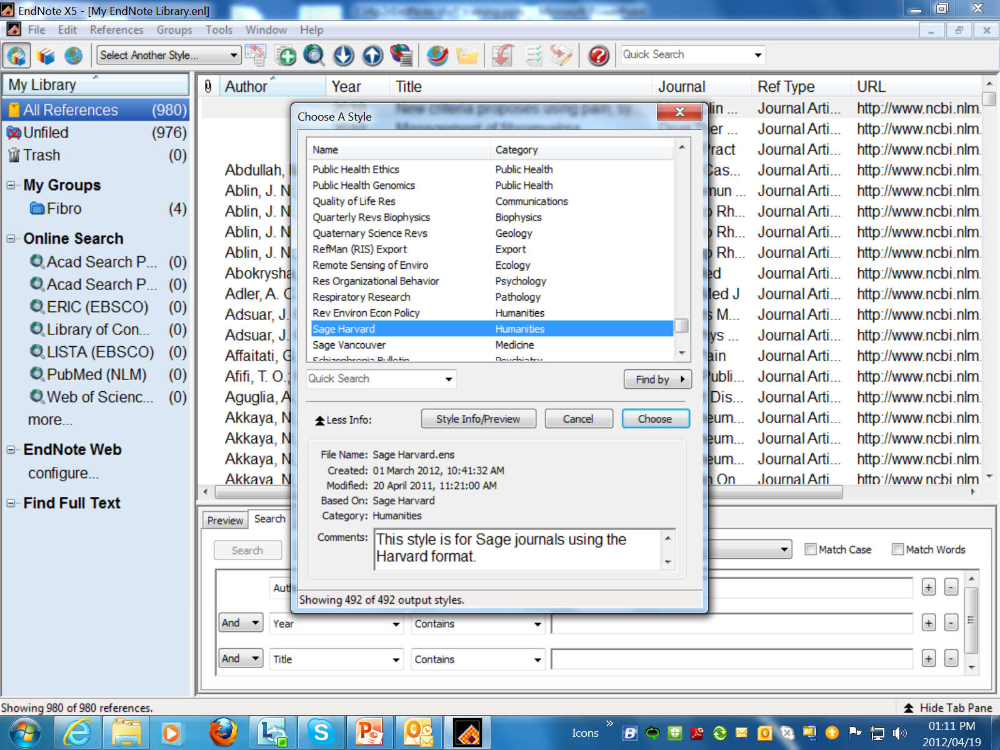 EndNote X5 - [My EndNote Library.enl]
File Edit References Groups Tools Window Help
Select Another Style...
Quick Search
My Library
All References (980)
Unfiled (976)
Trash (0)
My Groups
Fibro (4)
Online Search
Acad Search P... (0)
Acad Search P... (0)
ERIC (EBSCO) (0)
Library of Con... (0)
LISTA (EBSCO) (0)
PubMed (NLM) (0)
Web of Scienc... (0)
more...
EndNote Web
configure...
Find Full Text
Author Year Title Journal Ref Type URL
lin ... Journal Arti... http://www.ncbi.nlm.
her ... Journal Arti... http://www.ncbi.nlm.
Pract Journal Arti... http://www.ncbi.nlm.
Abdullah, Cas... Journal Arti... http://www.ncbi.nlm.
Ablin, J. N mun ... Journal Arti... http://www.ncbi.nlm.
Ablin, J. N Rh... Journal Arti... http://www.ncbi.nlm.
Ablin, J. N Rh... Journal Arti... http://www.ncbi.nlm.
Ablin, J. N Rh... Journal Arti... http://www.ncbi.nlm.
Abokrysha ed Journal Arti... http://www.ncbi.nlm.
Adler, A. Med J Journal Arti... http://www.ncbi.nlm.
Adsuar, J. s M... Journal Arti... http://www.ncbi.nlm.
Adsuar, J. ys ... Journal Arti... http://www.ncbi.nlm.
Affaitati, G ain Journal Arti... http://www.ncbi.nlm.
Afifi, T. O.; Publi... Journal Arti... http://www.ncbi.nlm.
Aguglia, A Dis... Journal Arti... http://www.ncbi.nlm.
Akkaya, N eum... Journal Arti... http://www.ncbi.nlm.
Akkaya, N eum... Journal Arti... http://www.ncbi.nlm.
Akkaya, N eum... Journal Arti... http://www.ncbi.nlm.
Akkaya, N n On Journal Arti http://www.ncbi.nlm
Choose A Style
Name Category
Public Health Ethics Public Health
Public Health Genomics Public Health
Quality of Life Res Communications
Quarterly Revs Biophysics Biophysics
Quaternary Science Revs Geology
RefMan (RIS) Export Export
Remote Sensing of Enviro Ecology
Res Organizational Behavior Psychology
Respiratory Research Pathology
Rev Environ Econ Policy Humanities
Sage Harvard Humanities
Sage Vancouver Medicine
Schizophrenia Bulletin Psychiatry
Quick Search Find by
Less Info: Style Info/Preview Cancel Choose
File Name: Sage Harvard.ens
Created: 01 March 2012, 10:41:32 AM
Modified: 20 April 2011, 11:21:00 AM
Based On: Sage Harvard
Category: Humanities
Comments: This style is for Sage journals using the
Harvard format.
Showing 492 of 492 output styles.
Preview Search
Search Match Case Match Words
Auth + -
And Year Contains + -
And Title Contains + -
Showing 980 of 980 references. Hide Tab Pane
Icons » 01:11 PM
2012/04/19